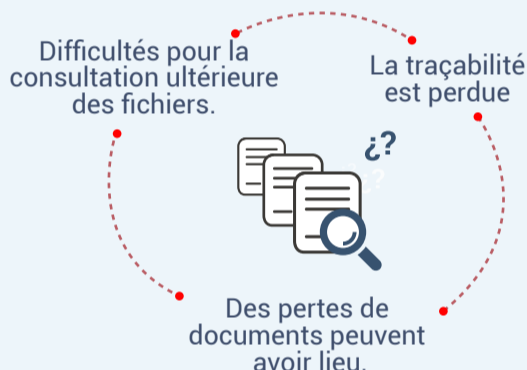 Difficultés pour la
consultation ultérieure
des fichiers.
La traçabilité
est perdue
¿?
¿?
Des pertes de
documents peuvent
avoir lieu.